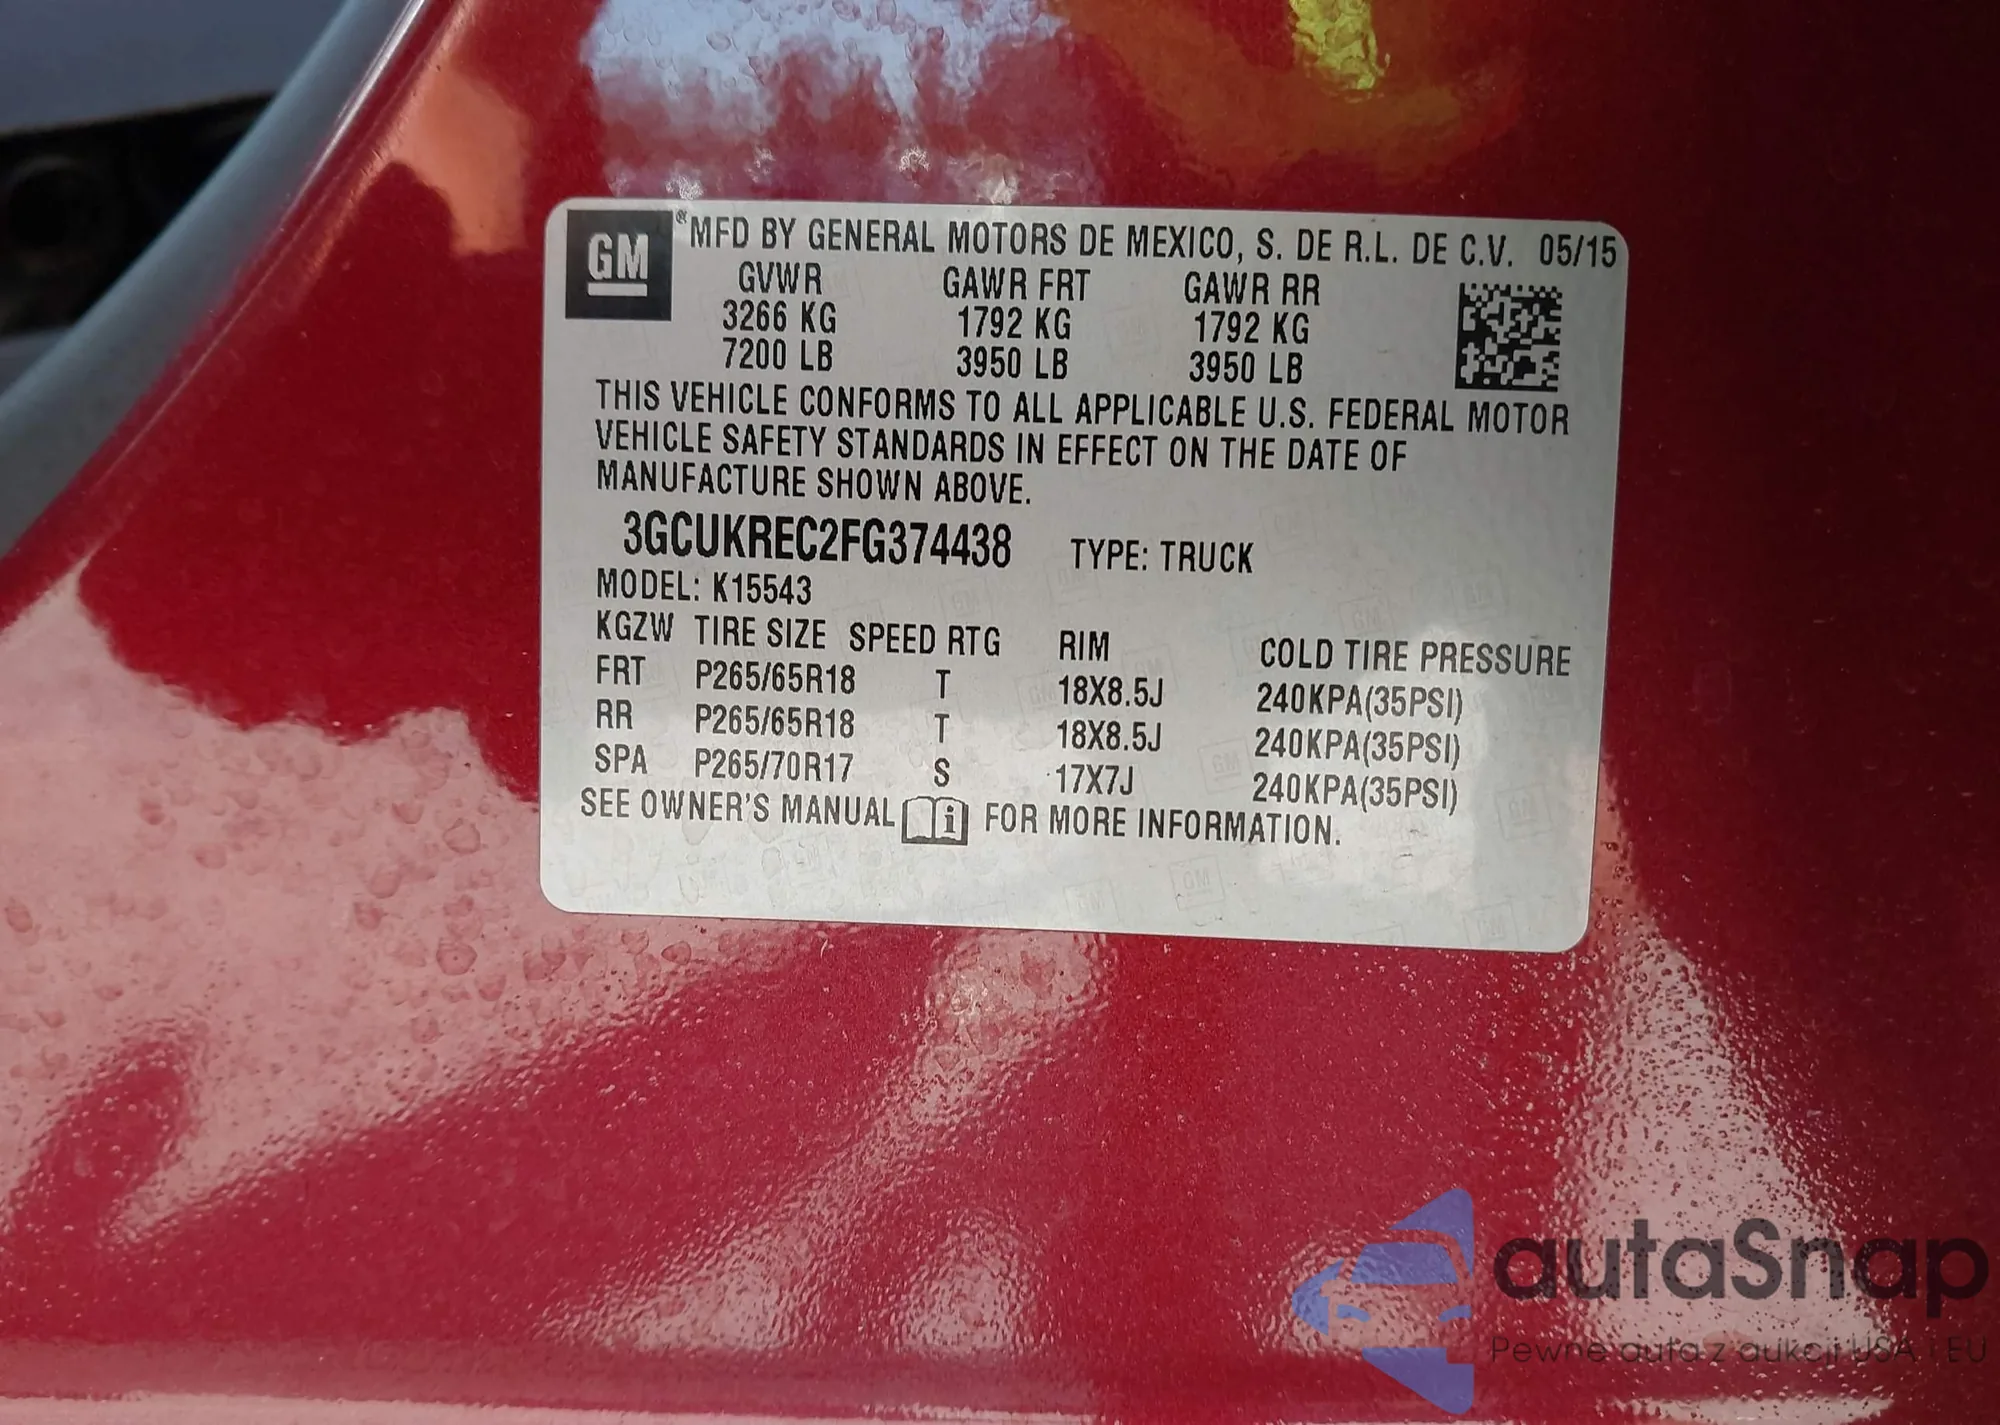 GM ® MFD BY GENERAL MOTORS DE MEXICO, S. DE R.L. DE C.V. 05/15
GVWR GAWR FRT GAWR RR
3266 KG 1792 KG 1792 KG
7200 LB 3950 LB 3950 LB
THIS VEHICLE CONFORMS TO ALL APPLICABLE U.S. FEDERAL MOTOR
VEHICLE SAFETY STANDARDS IN EFFECT ON THE DATE OF
MANUFACTURE SHOWN ABOVE.
3GCUKREC2FG374438 TYPE: TRUCK
MODEL: K15543
KGZW TIRE SIZE SPEED RTG RIM COLD TIRE PRESSURE
FRT P265/65R18 T 18X8.5J 240KPA(35PSI)
RR P265/65R18 T 18X8.5J 240KPA(35PSI)
SPA P265/70R17 S 17X7J 240KPA(35PSI)
SEE OWNER'S MANUAL i FOR MORE INFORMATION.
autaSnap
Pewne auta z aukcji USA i EU